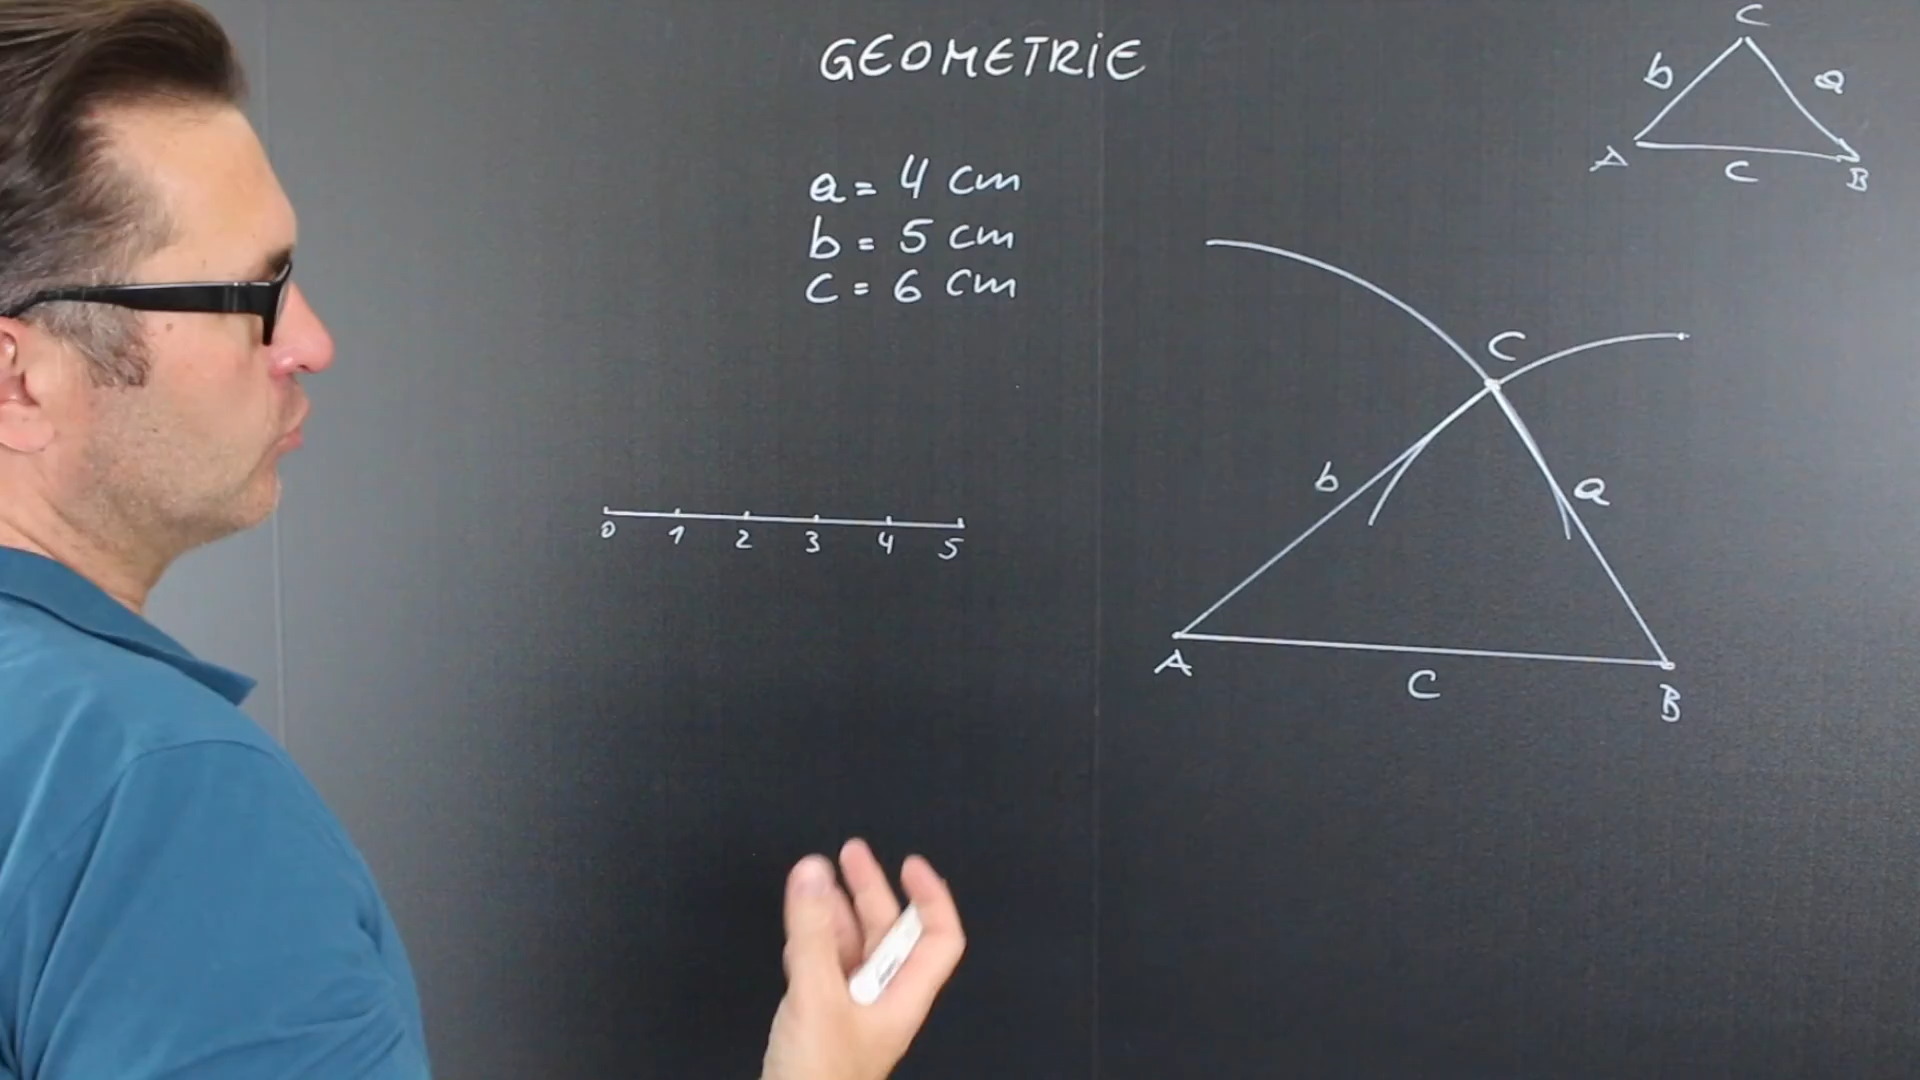 GEOMETRIE
a = 4 cm
b = 5 cm
c = 6 cm
0 1 2 3 4 5
C
b a
A c B
C
b a
A c B